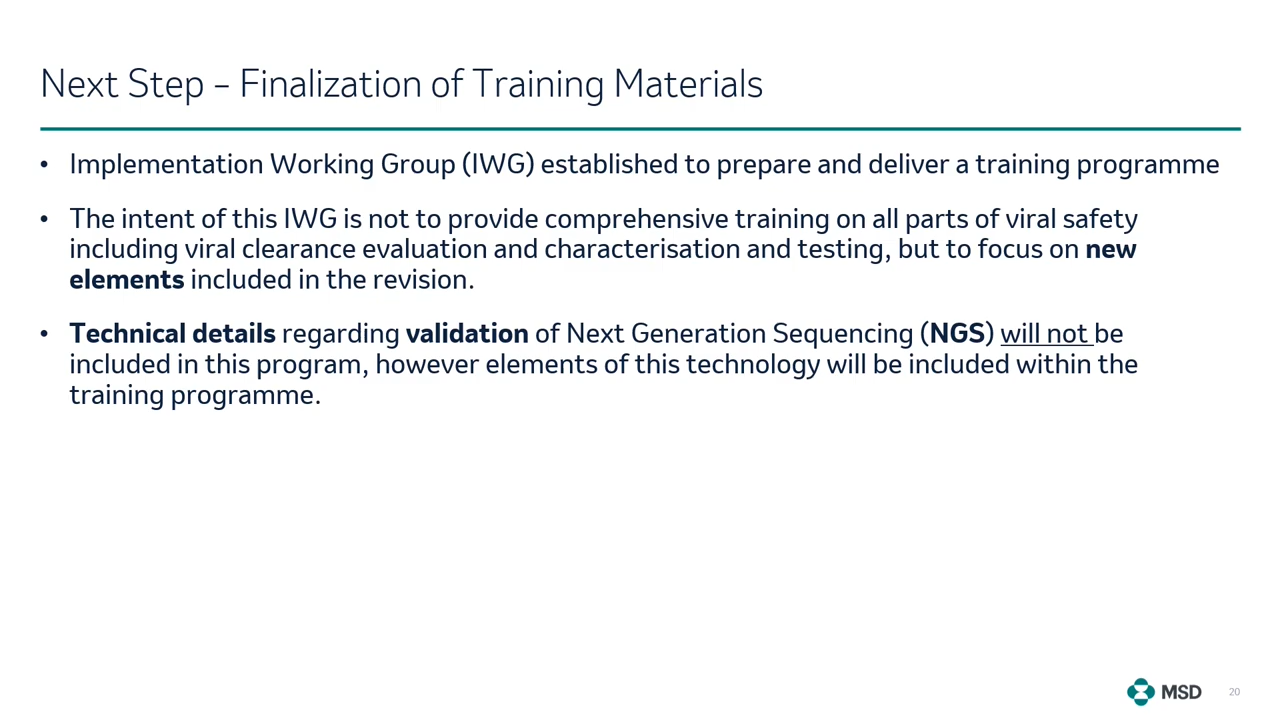 Next Step – Finalization of Training Materials
• Implementation Working Group (IWG) established to prepare and deliver a training programme
• The intent of this IWG is not to provide comprehensive training on all parts of viral safety
including viral clearance evaluation and characterisation and testing, but to focus on new
elements included in the revision.
• Technical details regarding validation of Next Generation Sequencing (NGS) will not be
included in this program, however elements of this technology will be included within the
training programme.
MSD
20